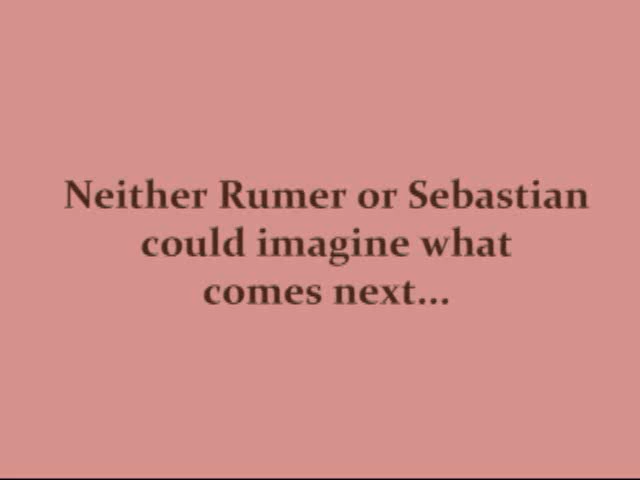 Neither Rumer or Sebastian
could imagine what
comes next...